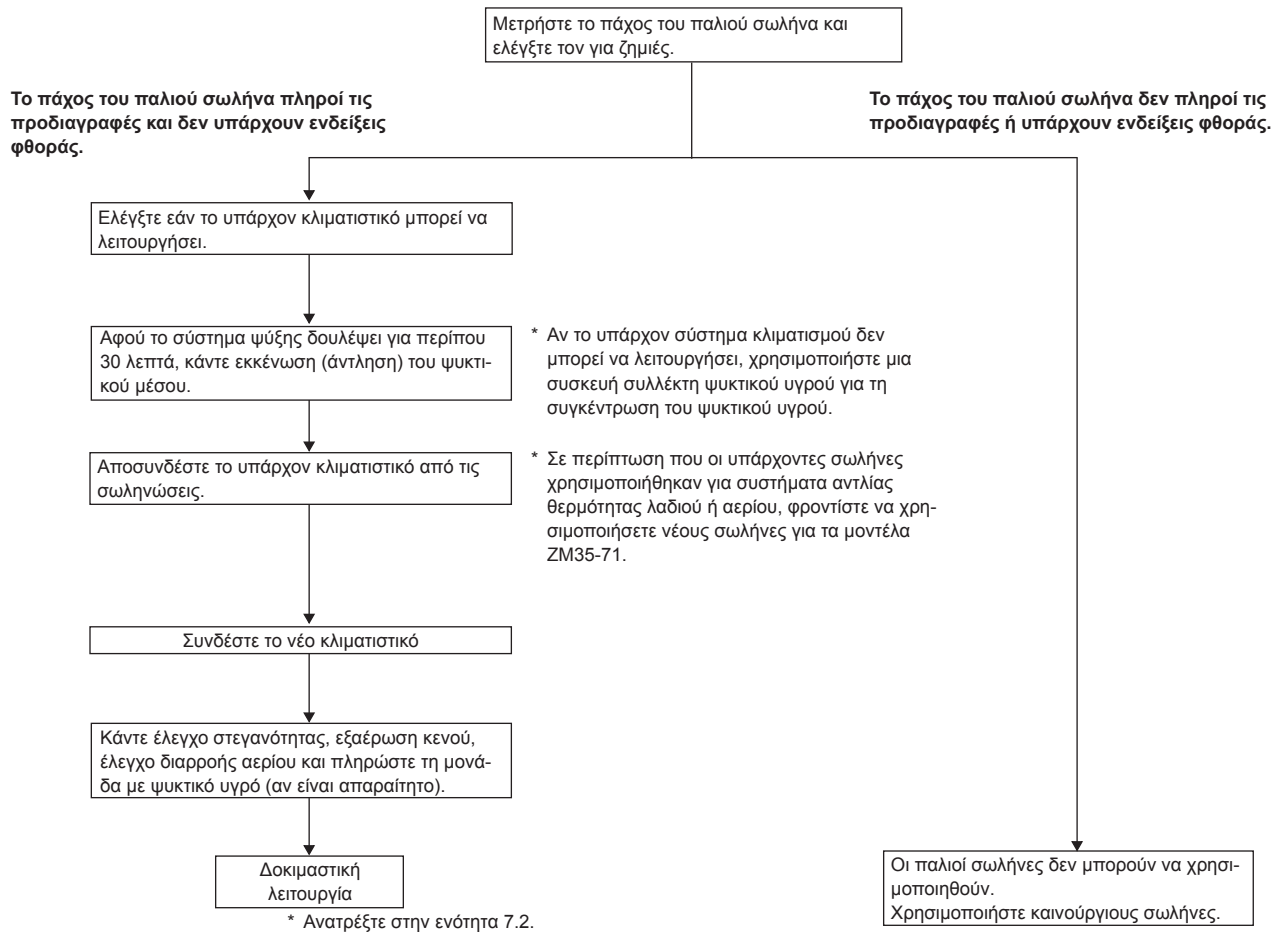 Μετρήστε το πάχος του παλιού σωλήνα και
ελέγξτε τον για ζημιές.
Το πάχος του παλιού σωλήνα πληροί τις
προδιαγραφές και δεν υπάρχουν ενδείξεις
φθοράς.
Το πάχος του παλιού σωλήνα δεν πληροί τις
προδιαγραφές ή υπάρχουν ενδείξεις φθοράς.
Ελέγξτε εάν το υπάρχον κλιματιστικό μπορεί να
λειτουργήσει.
Αφού το σύστημα ψύξης δουλέψει για περίπου
30 λεπτά, κάντε εκκένωση (άντληση) του ψυκτι-
κού μέσου.
* Αν το υπάρχον σύστημα κλιματισμού δεν
μπορεί να λειτουργήσει, χρησιμοποιήστε μια
συσκευή συλλέκτη ψυκτικού υγρού για τη
συγκέντρωση του ψυκτικού υγρού.
Αποσυνδέστε το υπάρχον κλιματιστικό από τις
σωληνώσεις.
* Σε περίπτωση που οι υπάρχοντες σωλήνες
χρησιμοποιήθηκαν για συστήματα αντλίας
θερμότητας λαδιού ή αερίου, φροντίστε να χρη-
σιμοποιήσετε νέους σωλήνες για τα μοντέλα
ZM35-71.
Συνδέστε το νέο κλιματιστικό
Κάντε έλεγχο στεγανότητας, εξαέρωση κενού,
έλεγχο διαρροής αερίου και πληρώστε τη μονά-
δα με ψυκτικό υγρό (αν είναι απαραίτητο).
Δοκιμαστική
λειτουργία
* Ανατρέξτε στην ενότητα 7.2.
Οι παλιοί σωλήνες δεν μπορούν να χρησι-
μοποιηθούν.
Χρησιμοποιήστε καινούργιους σωλήνες.